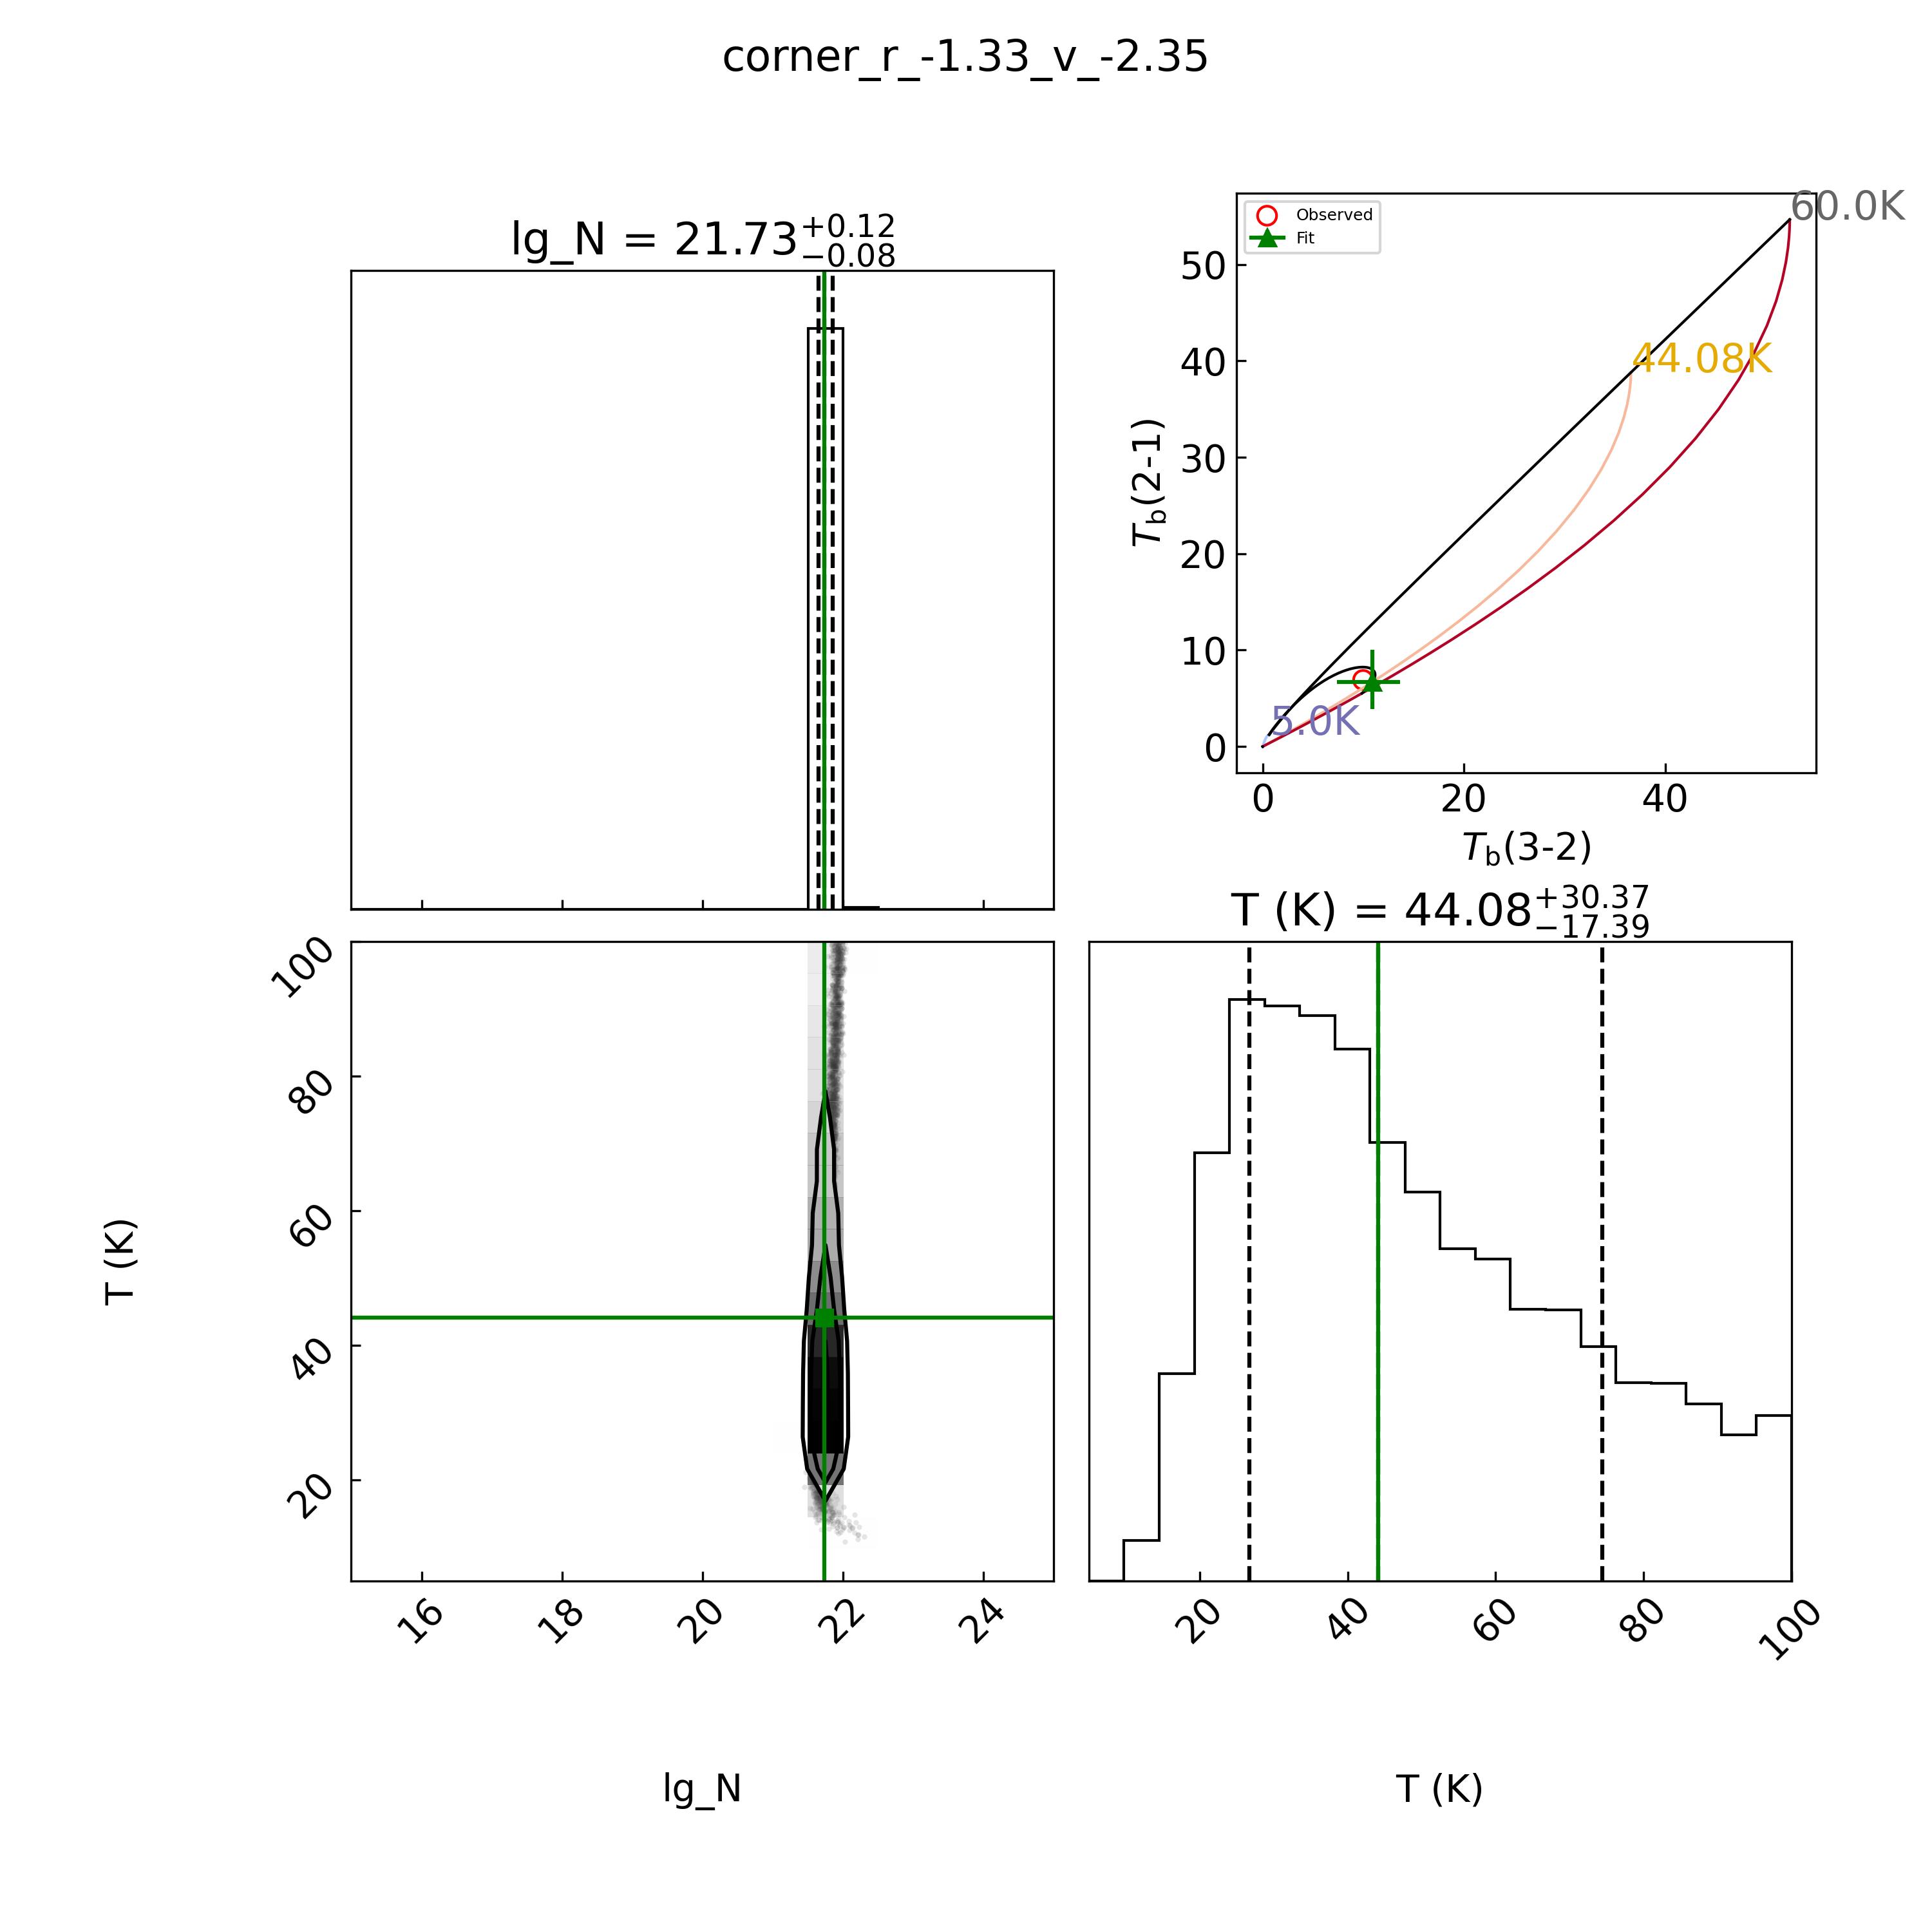 corner_r_-1.33_v_-2.35
lg_N = 21.73+0.12−0.08
60.0K
Observed
Fit
50
40
30
20
10
0
44.08K
5.0K
Tb(2-1)
0 20 40
Tb(3-2)
T (K) = 44.08+30.37−17.39
100
80
60
40
20
T (K)
16 18 20 22 24
20 40 60 80 100
lg_N
T (K)